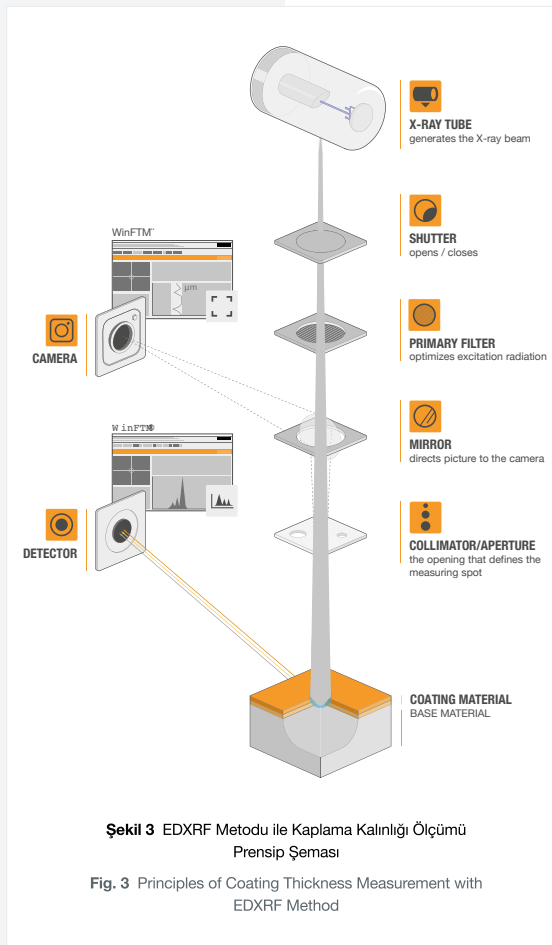 X-RAY TUBE
generates the X-ray beam
SHUTTER
opens / closes
WinFTM™
µm
PRIMARY FILTER
optimizes excitation radiation
CAMERA
MIRROR
directs picture to the camera
W inFTM®
COLLIMATOR/APERTURE
the opening that defines the
measuring spot
DETECTOR
COATING MATERIAL
BASE MATERIAL
Şekil 3 EDXRF Metodu ile Kaplama Kalınlığı Ölçümü
Prensip Şeması
Fig. 3 Principles of Coating Thickness Measurement with
EDXRF Method